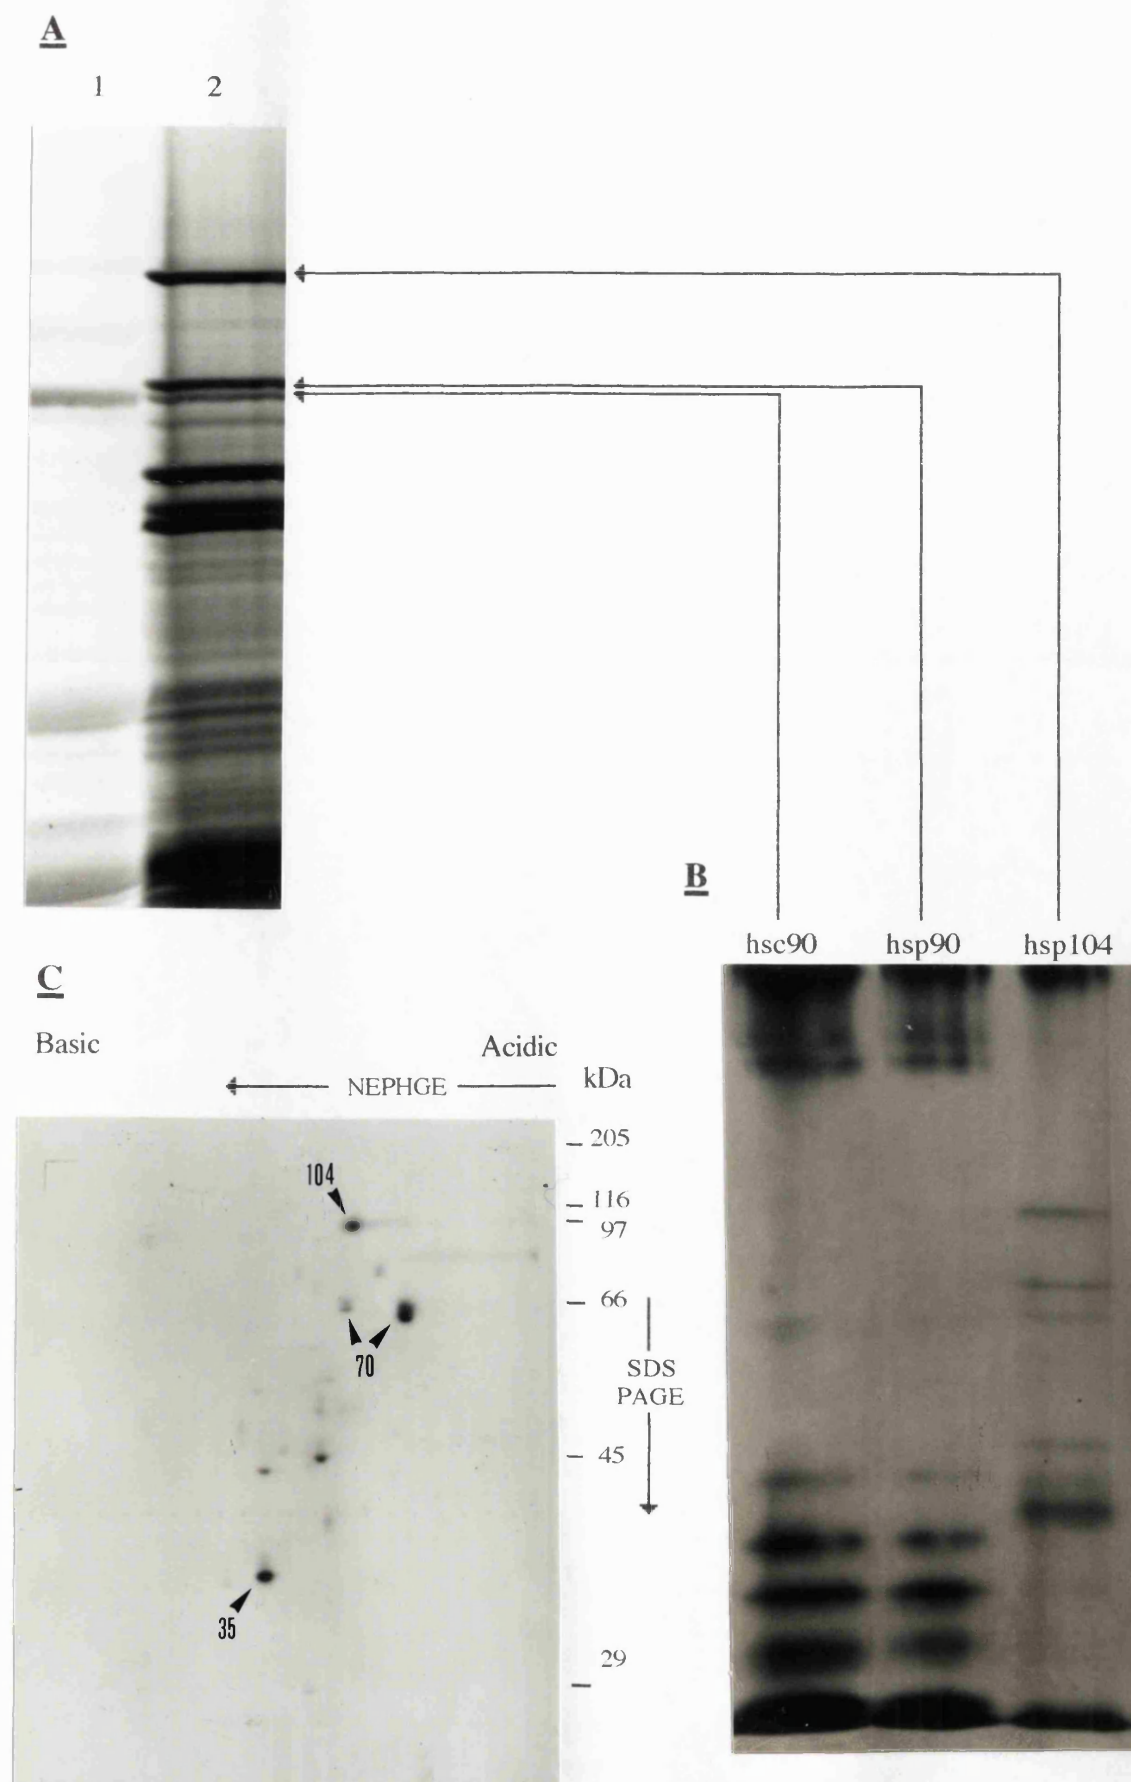 A
1 2
B
hsc90 hsp90 hsp104
C
Basic Acidic
NEPHGE
kDa
205
104
116
97
66
70
SDS
PAGE
45
35
29